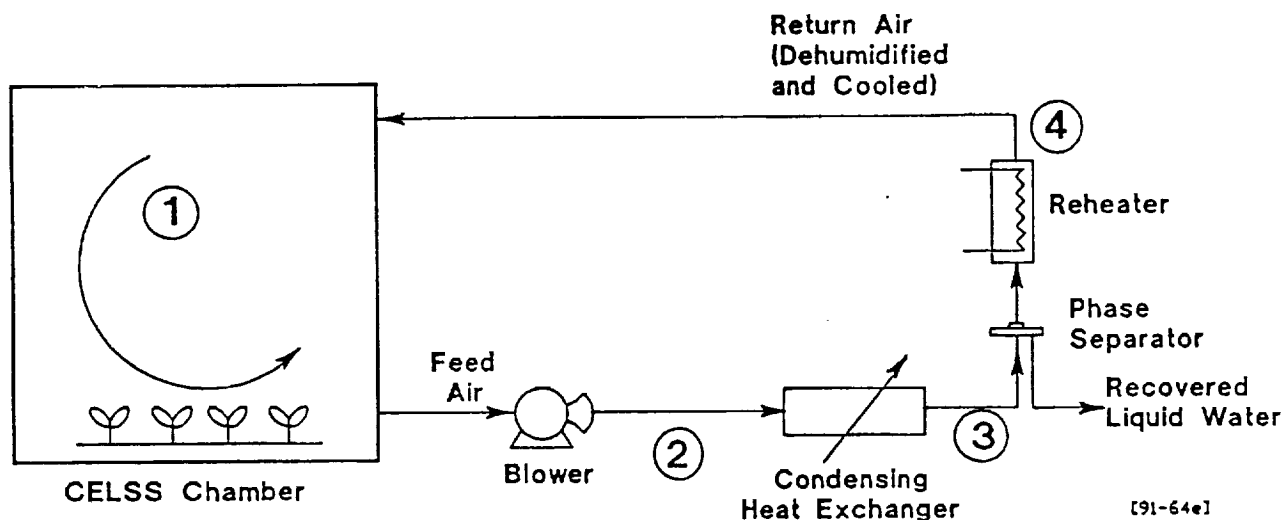 Return Air
(Dehumidified
and Cooled)
4
1
Reheater
Phase
Separator
Feed
Air
Recovered
Liquid Water
2
3
Blower
Condensing
Heat Exchanger
CELSS Chamber
[91-64e]